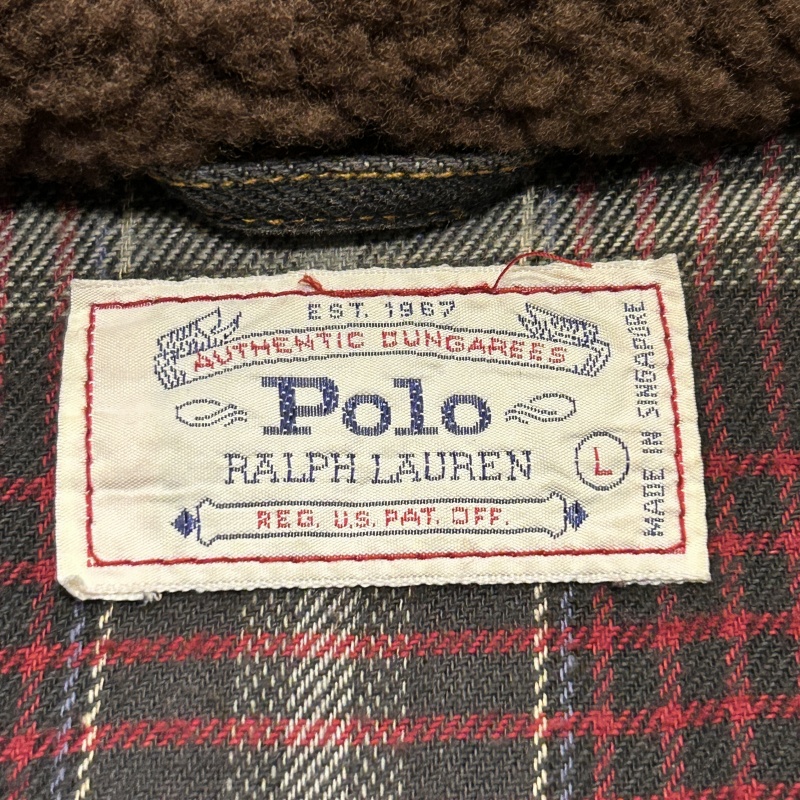 EST. 1967
AUTHENTIC DUNGAREES
Polo
RALPH LAUREN
L
REG. U.S. PAT. OFF.
MADE IN SINGAPORE